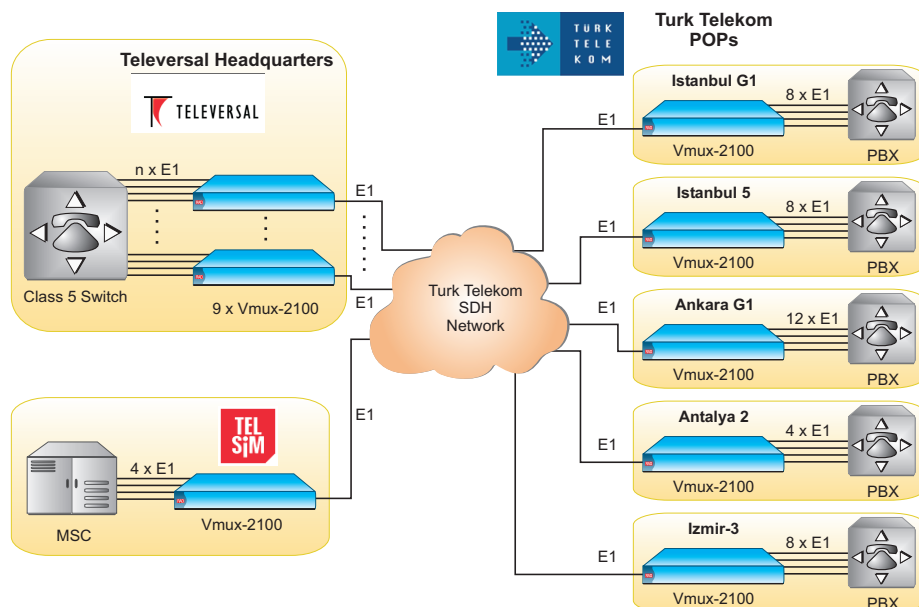 Televersal Headquarters
TELEVERSAL
n x E1
E1
Class 5 Switch
9 x Vmux-2100
E1
TEL
SiM
4 x E1
MSC
Vmux-2100
E1
Turk Telekom
SDH
Network
TÜRK
TELE
KOM
Turk Telekom
POPs
Istanbul G1
E1
8 x E1
Vmux-2100
PBX
Istanbul 5
E1
8 x E1
Vmux-2100
PBX
Ankara G1
E1
12 x E1
Vmux-2100
PBX
Antalya 2
E1
4 x E1
Vmux-2100
PBX
Izmir-3
E1
8 x E1
Vmux-2100
PBX